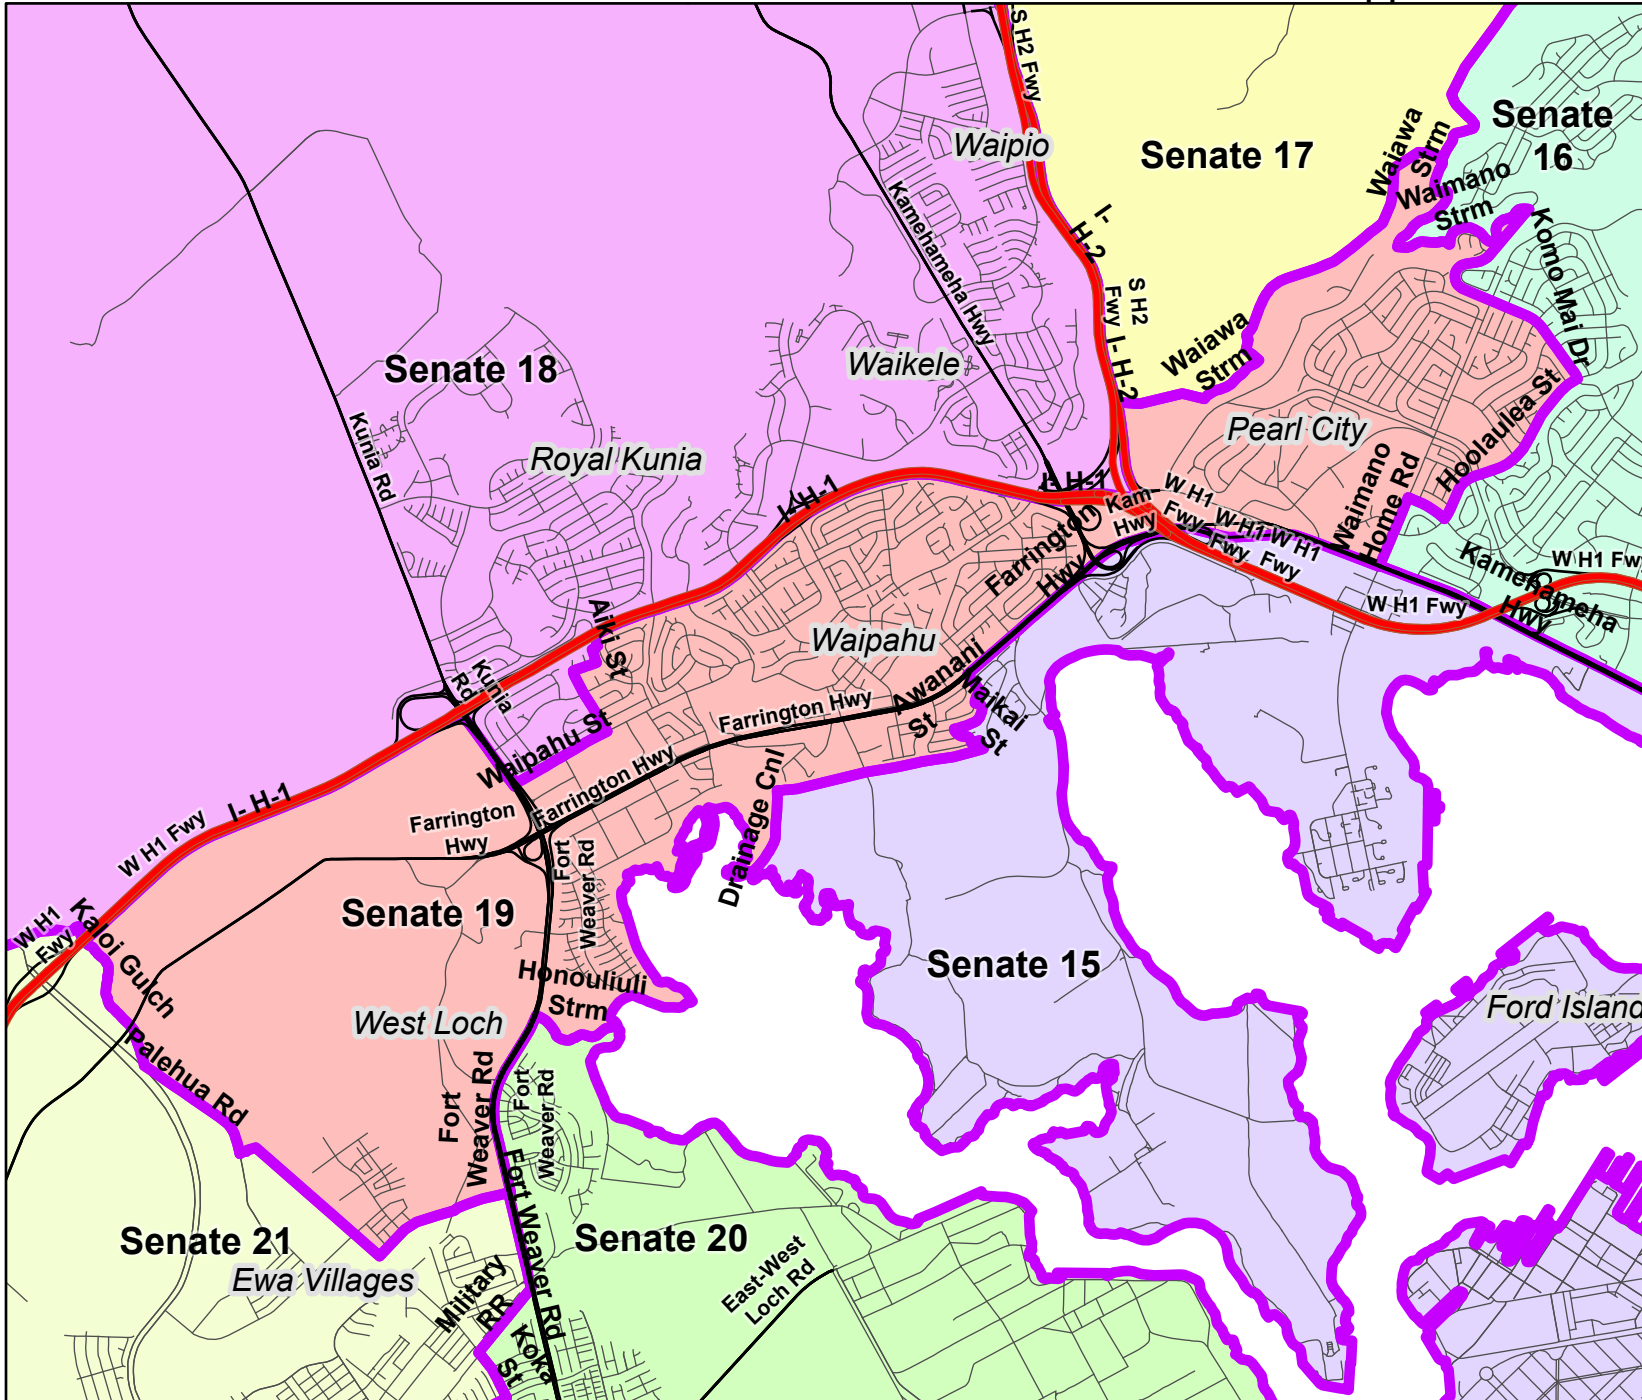 S H2 Fwy
Senate
16
Waipio
Senate 17
Waiawa
Strm
Waimano
Strm
Kamehameha Hwy
I-
H-2
Komo Mai Dr
S H2
Fwy
I-
H-2
Waiawa
Strm
Senate 18
Waikele
Royal Kunia
Kunia Rd
Pearl City
Hoolaulea St
Waimano
Home Rd
I- H-1
I- H-1
Kam
Hwy
W H1
Fwy
W H1
Fwy
W H1
Fwy
Farrington
Hwy
W H1 Fwy
Kamehameha
Hwy
W H1 Fw
Aiki St
Waipahu
Kunia
Rd
Awanani
St
Maikai
St
Farrington Hwy
Waipahu St
Farrington Hwy
Drainage Cnl
I- H-1
W H1 Fwy
Farrington
Hwy
Fort
Weaver Rd
Senate 19
W H1
Fwy
Kaloi Gulch
Honouliuli
Strm
Senate 15
West Loch
Ford Island
Palehua Rd
Fort
Weaver Rd
Fort
Weaver Rd
Fort Weaver Rd
Senate 21
Ewa Villages
Senate 20
Military
RR
East-West
Loch Rd
Koka
St